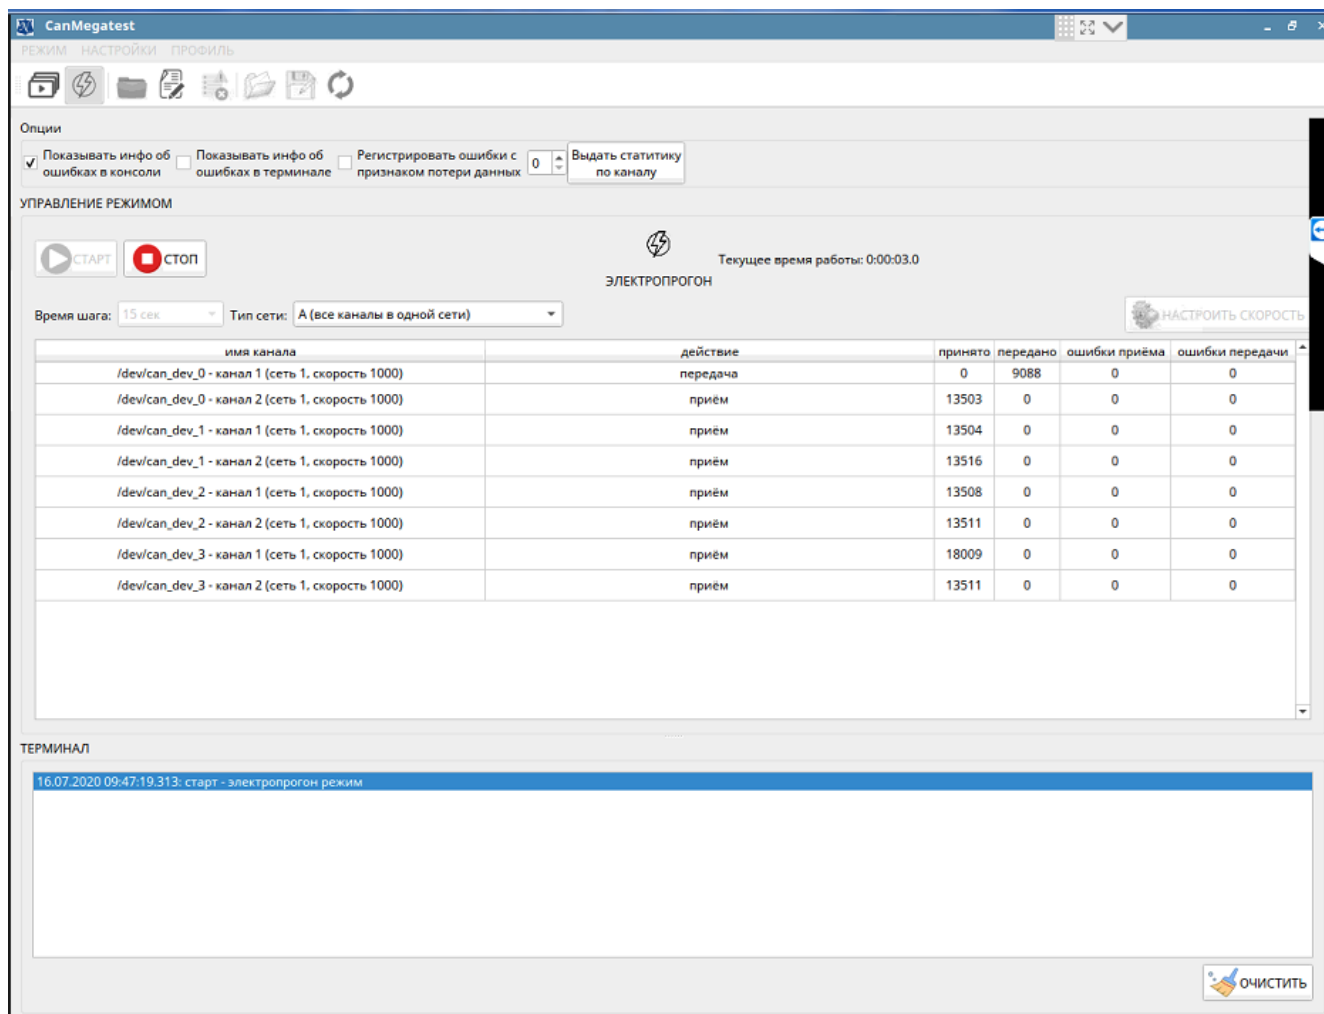 CanMegatest
РЕЖИМ НАСТРОЙКИ ПРОФИЛЬ
Опции
Показывать инфо об ошибках в консоли
Показывать инфо об ошибках в терминале
Регистрировать ошибки с признаком потери данных
0
Выдать статитику по каналу
УПРАВЛЕНИЕ РЕЖИМОМ
СТАРТ
СТОП
ЭЛЕКТРОПРОГОН
Текущее время работы: 0:00:03.0
Время шага: 15 сек Тип сети: A (все каналы в одной сети)
НАСТРОИТЬ СКОРОСТЬ
имя канала действие принято передано ошибки приёма ошибки передачи
/dev/can_dev_0 - канал 1 (сеть 1, скорость 1000) передача 0 9088 0 0
/dev/can_dev_0 - канал 2 (сеть 1, скорость 1000) приём 13503 0 0 0
/dev/can_dev_1 - канал 1 (сеть 1, скорость 1000) приём 13504 0 0 0
/dev/can_dev_1 - канал 2 (сеть 1, скорость 1000) приём 13516 0 0 0
/dev/can_dev_2 - канал 1 (сеть 1, скорость 1000) приём 13508 0 0 0
/dev/can_dev_2 - канал 2 (сеть 1, скорость 1000) приём 13511 0 0 0
/dev/can_dev_3 - канал 1 (сеть 1, скорость 1000) приём 18009 0 0 0
/dev/can_dev_3 - канал 2 (сеть 1, скорость 1000) приём 13511 0 0 0
ТЕРМИНАЛ
16.07.2020 09:47:19.313: старт - электропрогон режим
ОЧИСТИТЬ